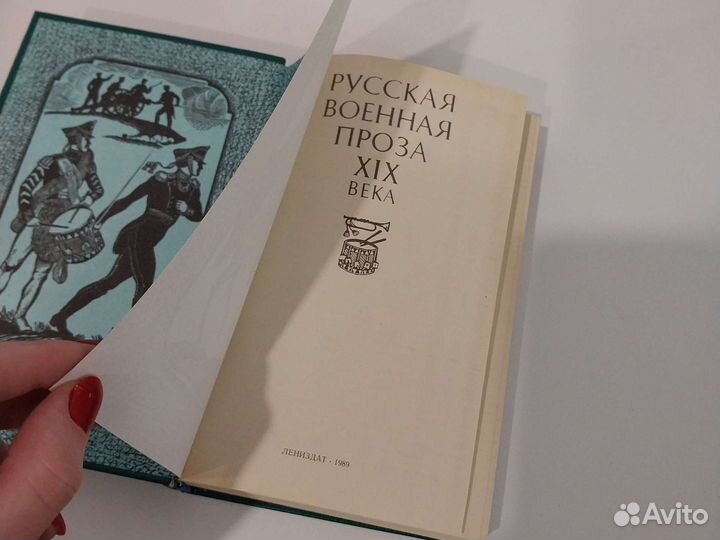 РУССКАЯ
ВОЕННАЯ
ПРОЗА
XIX
ВЕКА
ЛЕНИЗДАТ · 1989
Avito